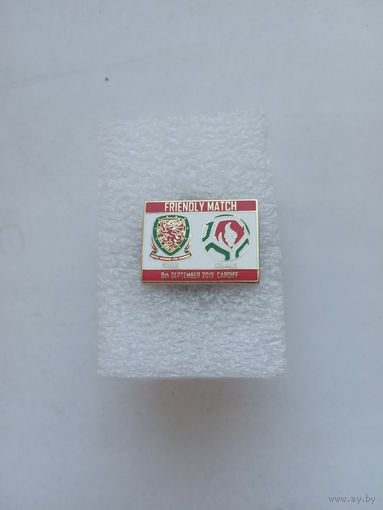 FRIENDLY MATCH
9th SEPTEMBER 2019 CARDIFF
www.ay.by